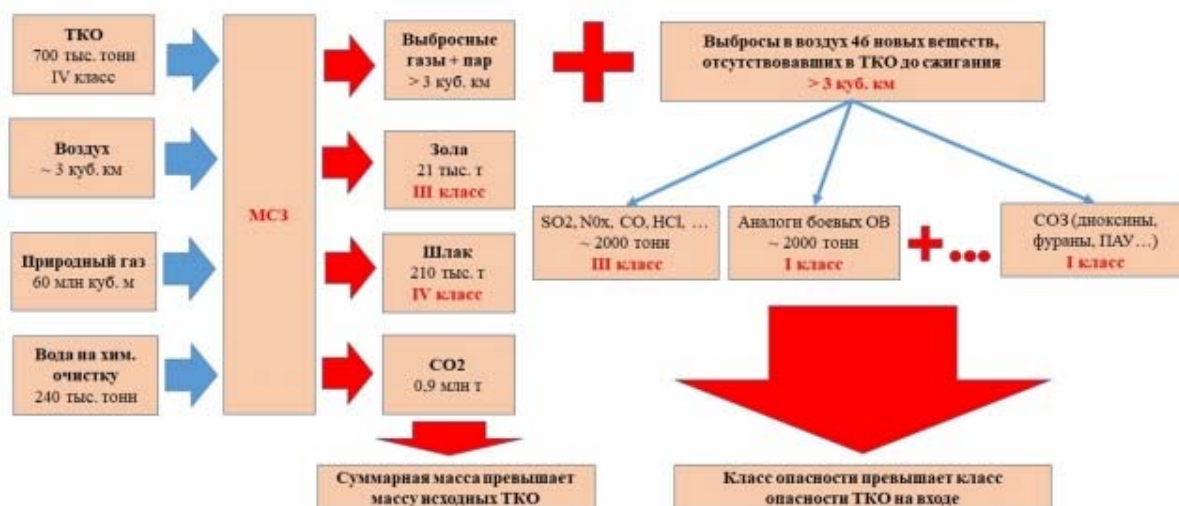 ТКО
700 тыс. тонн
IV класс
Воздух
~ 3 куб. км
Природный газ
60 млн куб. м
Вода на хим.
очистку
240 тыс. тонн
МСЗ
Выбросные
газы + пар
> 3 куб. км
Зола
21 тыс. т
III класс
Шлак
210 тыс. т
IV класс
СО2
0,9 млн т
Суммарная масса превышает
массу исходных ТКО
Выбросы в воздух 46 новых веществ,
отсутствовавших в ТКО до сжигания
> 3 куб. км
SO2, N0x, CO, HCl, …
~ 2000 тонн
III класс
Аналоги боевых ОВ
~ 2000 тонн
I класс
СОЗ (диоксины,
фураны, ПАУ…)
I класс
Класс опасности превышает класс
опасности ТКО на входе